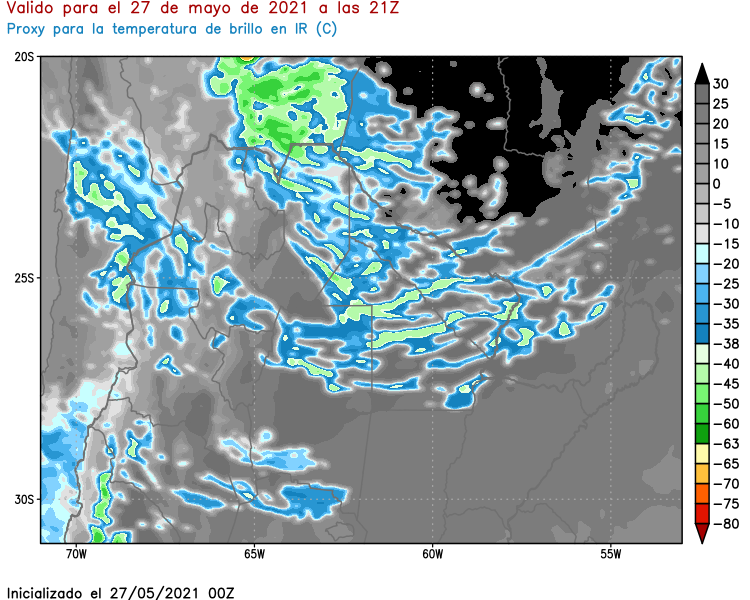 Valido para el 27 de mayo de 2021 a las 21Z
Proxy para la temperatura de brillo en IR (C)
20S
25S
30S
70W
65W
60W
55W
30
25
20
15
10
0
−5
−10
−15
−20
−25
−30
−35
−38
−40
−45
−50
−60
−63
−65
−70
−75
−80
Inicializado el 27/05/2021 00Z